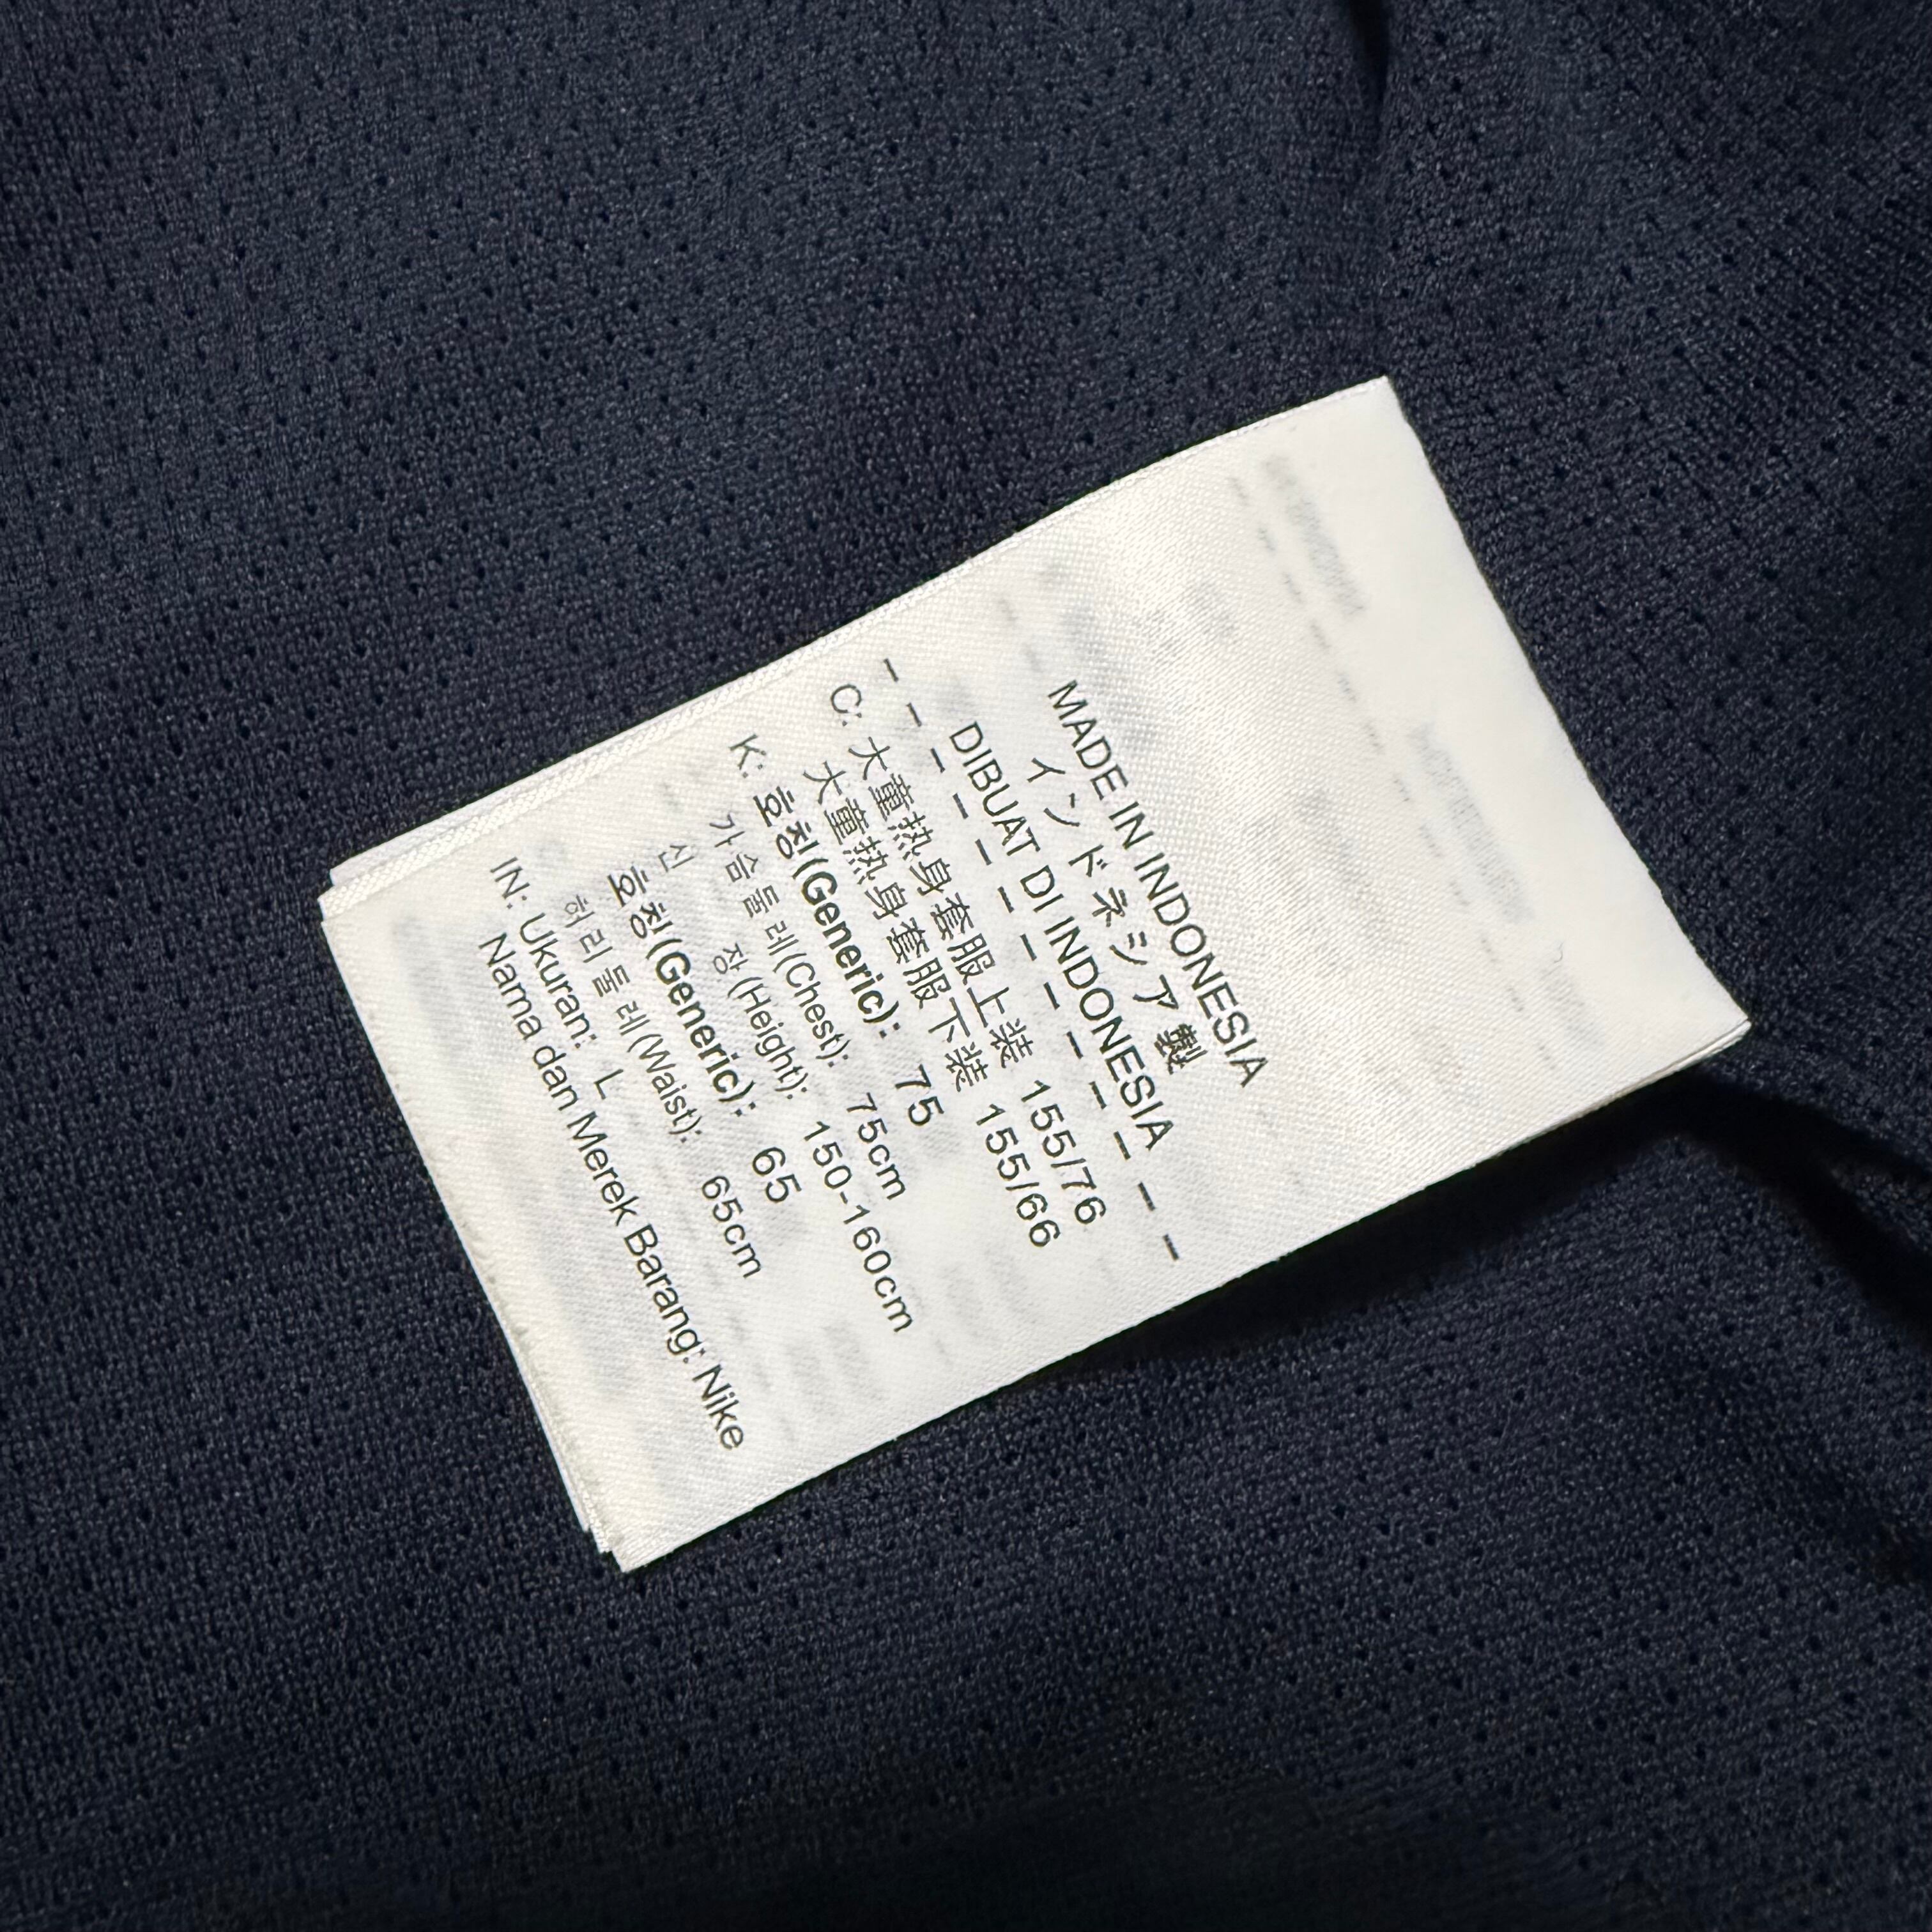 MADE IN INDONESIA
インドネシア製
DIBUAT DI INDONESIA
- - - - - - - - - - - - -
C: 大童热身套服上装 155/76
大童热身套服下装 155/66
K: 호칭(Generic): 75
가슴둘레(Chest): 75cm
신 장(Height): 150-160cm
호칭(Generic): 65
허리둘레(Waist): 65cm
IN: Ukuran: L
Nama dan Merek Barang: Nike